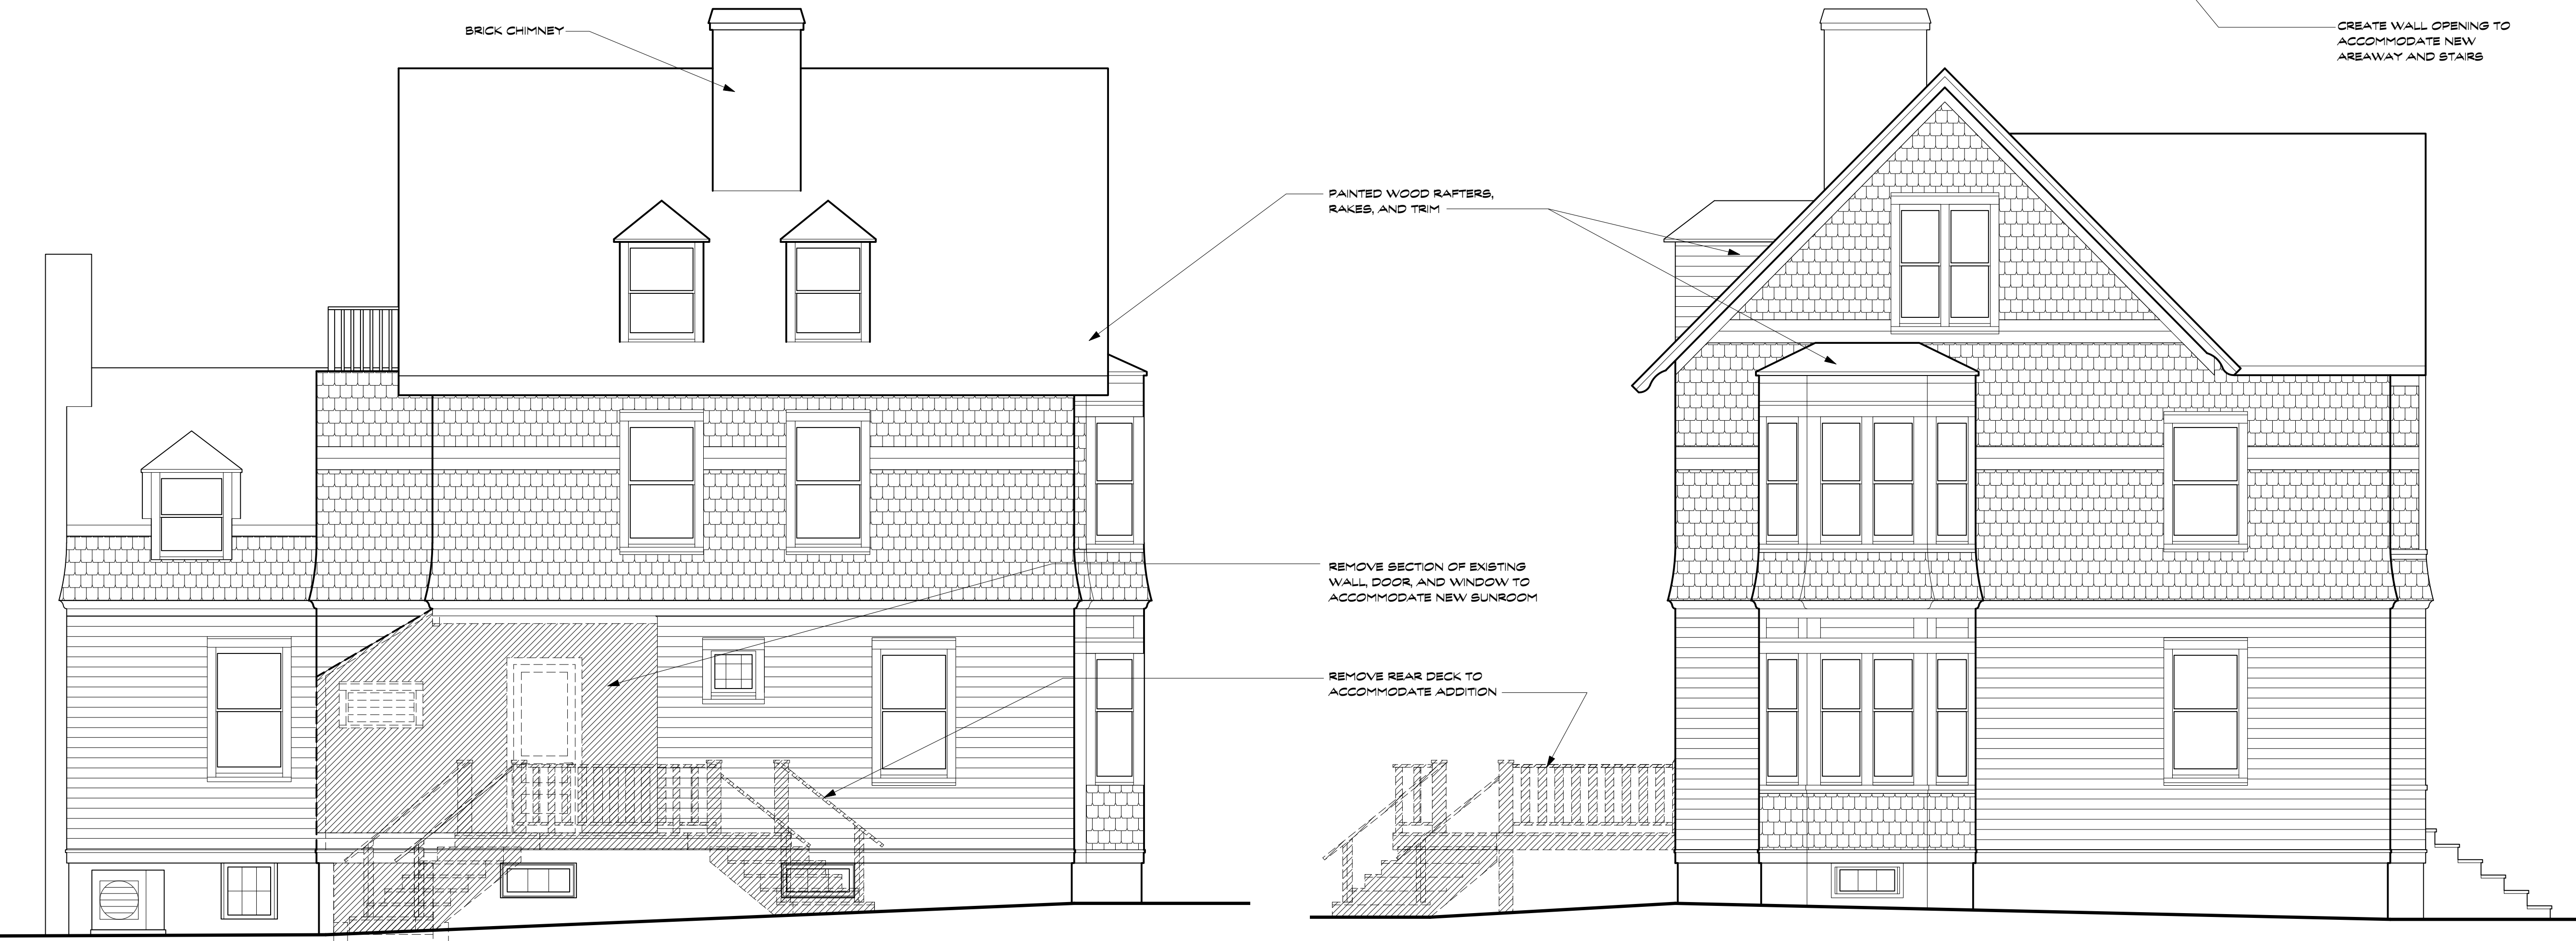 BRICK CHIMNEY
CREATE WALL OPENING TO
ACCOMMODATE NEW
AREAWAY AND STAIRS
PAINTED WOOD RAFTERS,
RAKES, AND TRIM
REMOVE SECTION OF EXISTING
WALL, DOOR, AND WINDOW TO
ACCOMMODATE NEW SUNROOM
REMOVE REAR DECK TO
ACCOMMODATE ADDITION